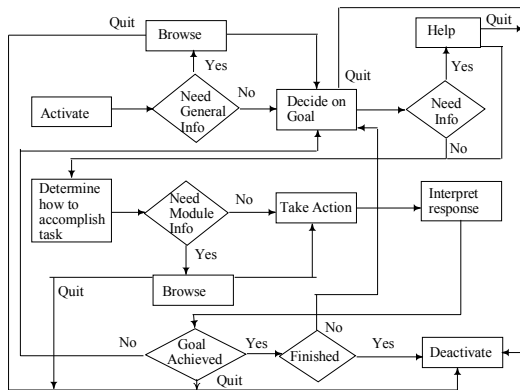 Quit
Browse
Quit
Help
Quit
Yes
Yes
Activate
Need
General
Info
No
Decide on
Goal
Need
Info
No
Determine
how to
accomplish
task
Need
Module
Info
No
Take Action
Interpret
response
Yes
Quit
Browse
No
No
Goal
Achieved
Yes
Finished
Yes
Deactivate
Quit